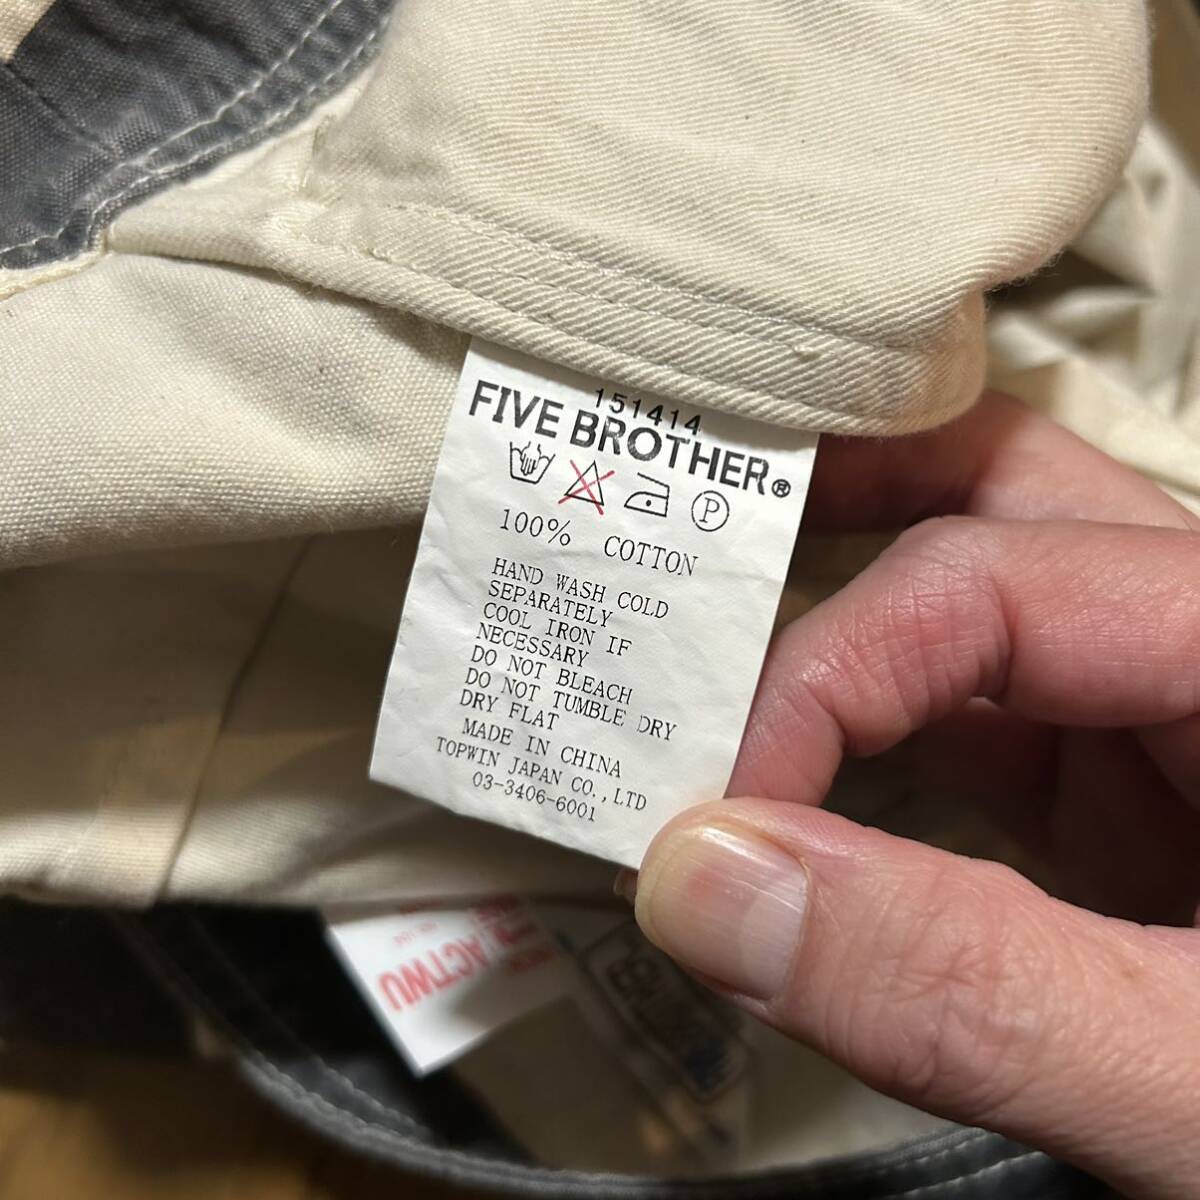 151414
FIVE BROTHER®
P
100% COTTON
HAND WASH COLD
SEPARATELY
COOL IRON IF
NECESSARY
DO NOT BLEACH
DO NOT TUMBLE DRY
DRY FLAT
MADE IN CHINA
TOPWIN JAPAN CO.,LTD
03-3406-6001
ACTWU